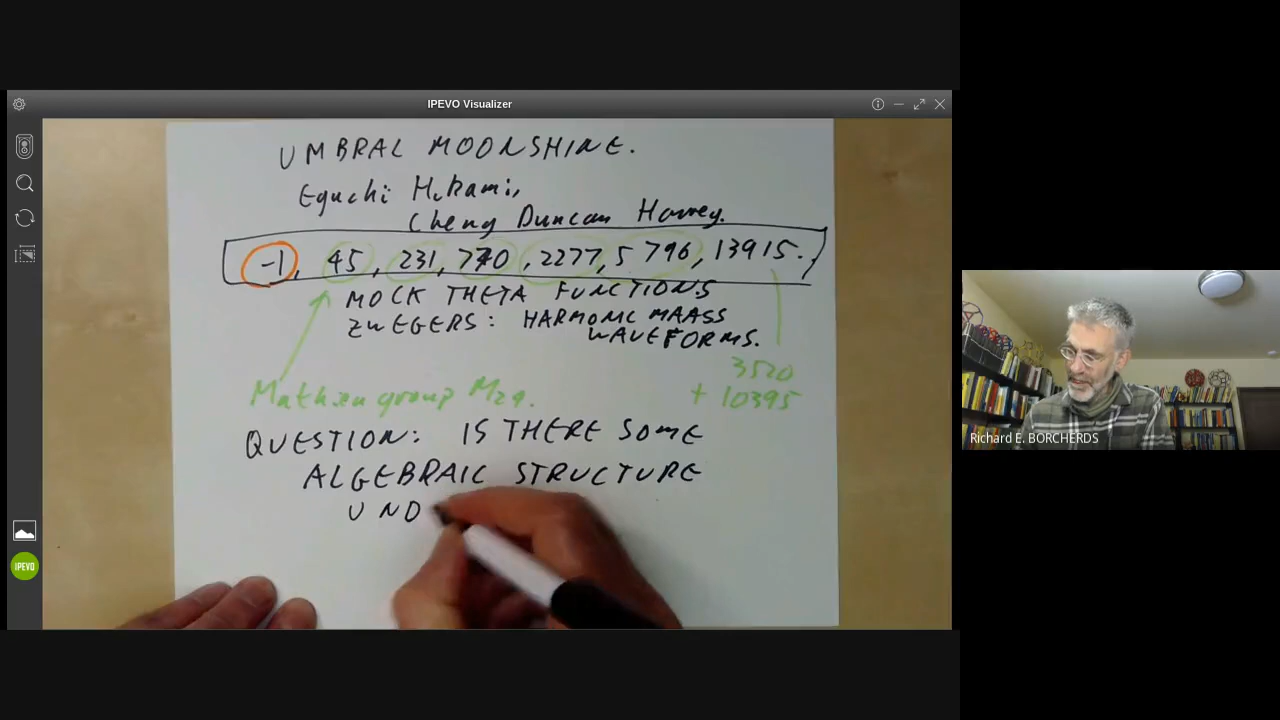 IPEVO Visualizer
UMBRAL MOONSHINE.
Eguchi Hikami,
Cheng Duncan Harvey.
-1, 45, 231, 770, 2277, 5796, 13915..,
MOCK THETA FUNCTIONS
ZWEGERS: HARMONIC MAASS
WAVEFORMS.
3520
Mathieu group M24.
+ 10395
QUESTION: IS THERE SOME
ALGEBRAIC STRUCTURE
UND
IPEVO
Richard E. BORCHERDS